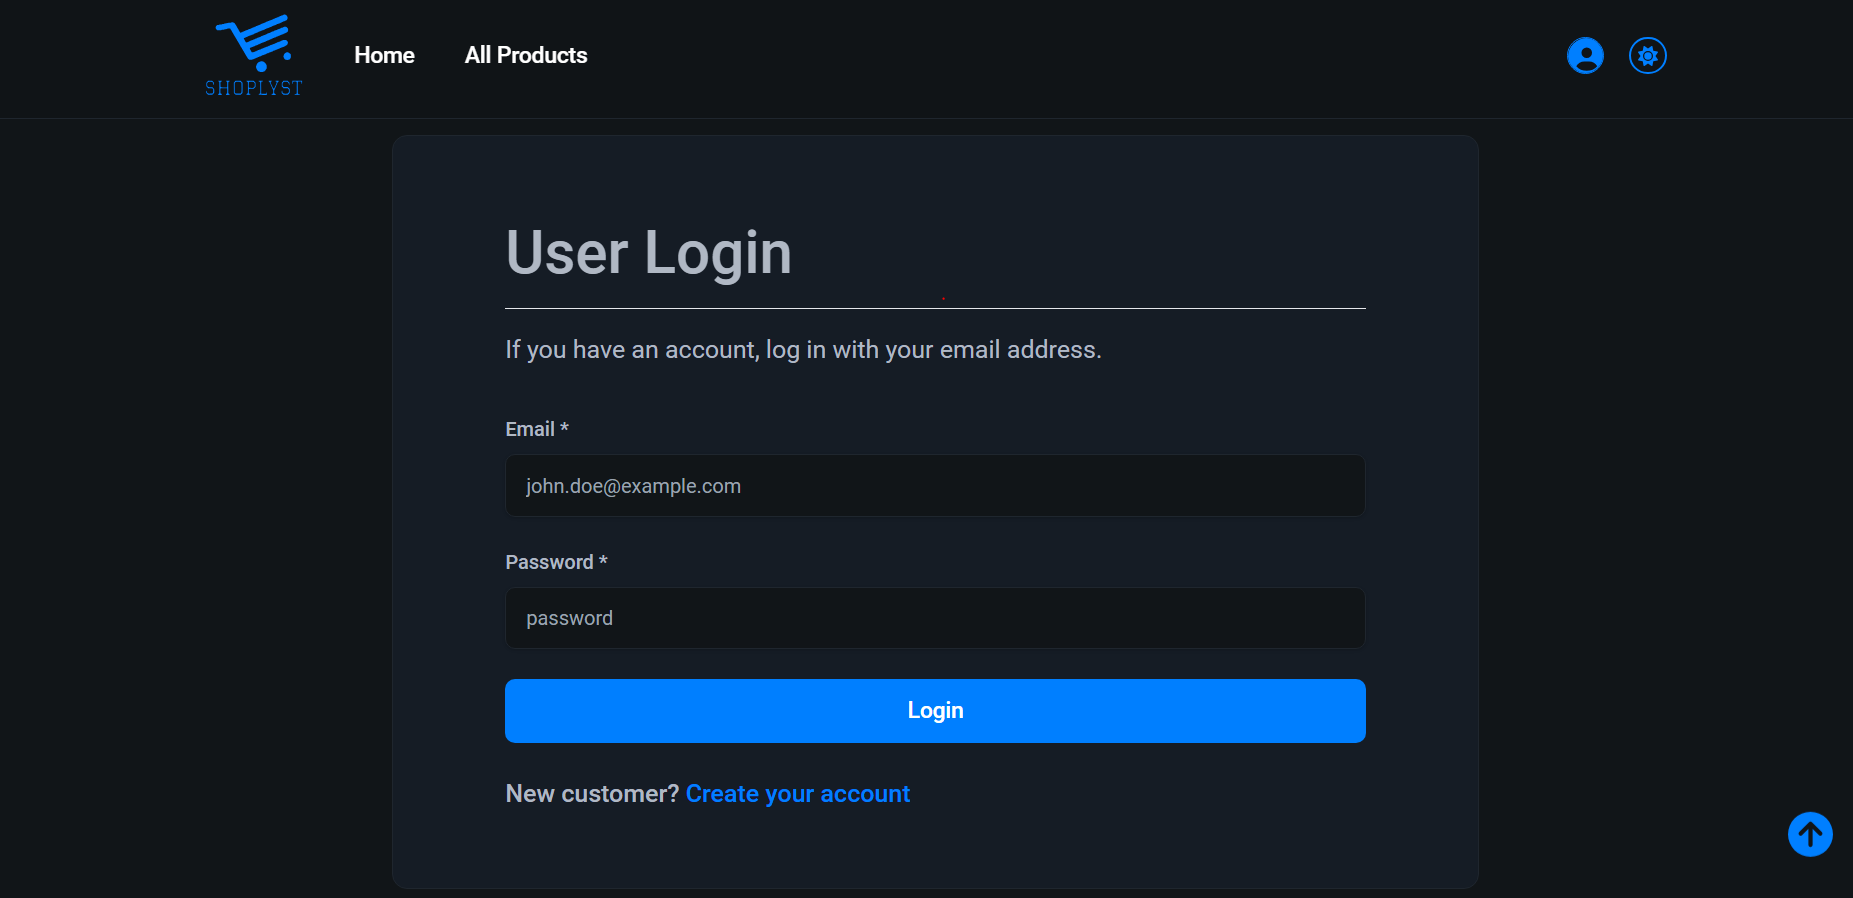 SHOPLYST
Home
All Products
User Login
If you have an account, log in with your email address.
Email *
john.doe@example.com
Password *
password
Login
New customer? Create your account